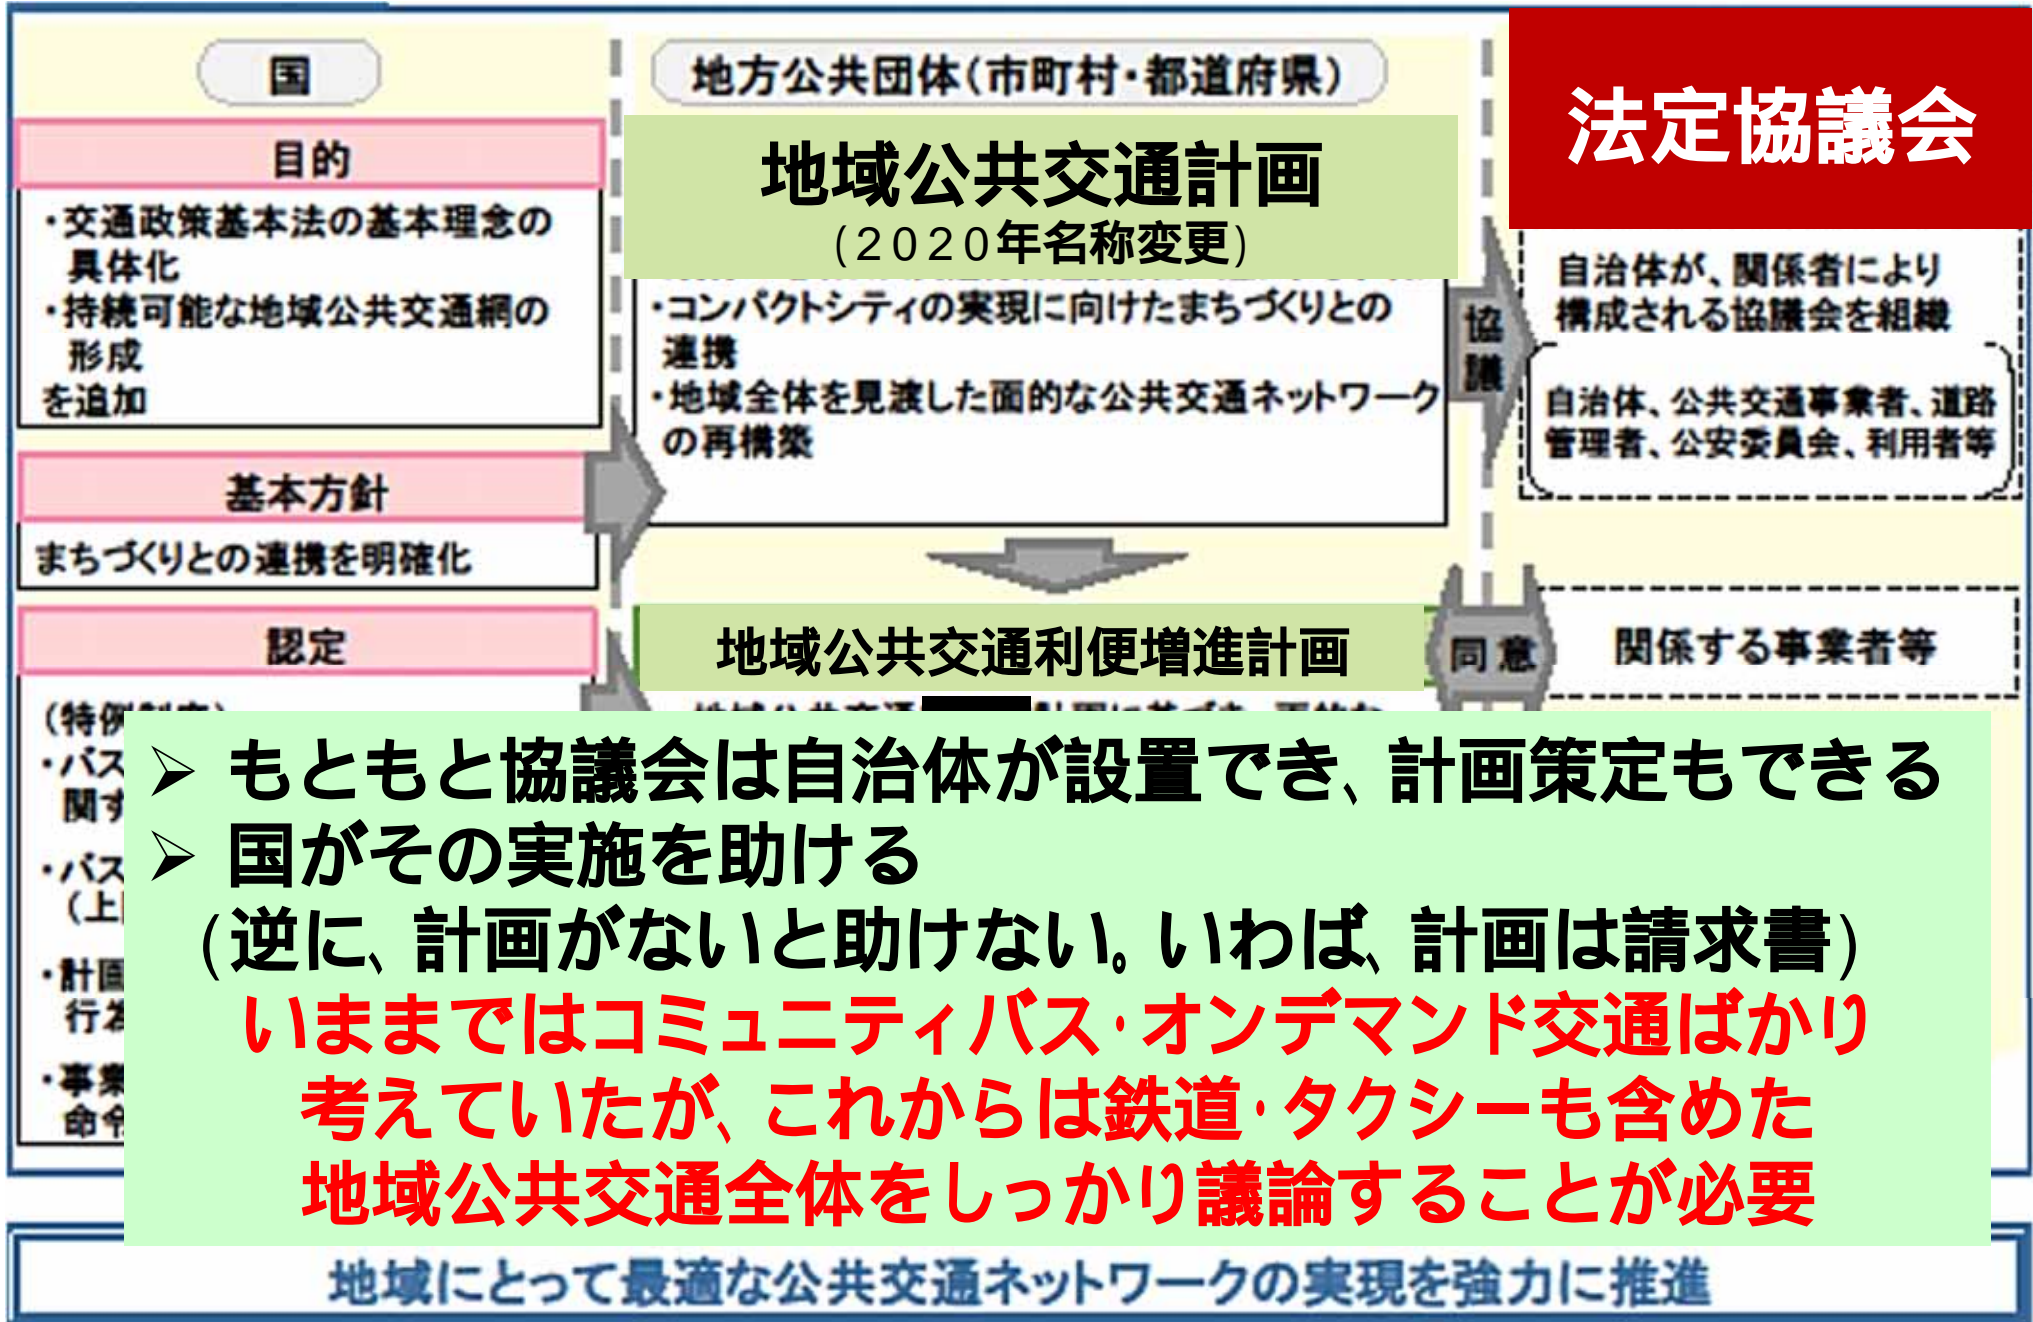 国
目的
・交通政策基本法の基本理念の
具体化
・持続可能な地域公共交通網の
形成
を追加
基本方針
まちづくりとの連携を明確化
認定
(特例
・バス
関す
・バス
(上
・計画
行為
・事業
命令
地方公共団体(市町村・都道府県)
地域公共交通計画
(2020年名称変更)
・コンパクトシティの実現に向けたまちづくりとの
連携
・地域全体を見渡した面的な公共交通ネットワーク
の再構築
地域公共交通利便増進計画
協議
同意
法定協議会
自治体が、関係者により
構成される協議会を組織
自治体、公共交通事業者、道路
管理者、公安委員会、利用者等
関係する事業者等
➢ もともと協議会は自治体が設置でき、計画策定もできる
➢ 国がその実施を助ける
(逆に、計画がないと助けない。いわば、計画は請求書)
いままではコミュニティバス・オンデマンド交通ばかり
考えていたが、これからは鉄道・タクシーも含めた
地域公共交通全体をしっかり議論することが必要
地域にとって最適な公共交通ネットワークの実現を強力に推進